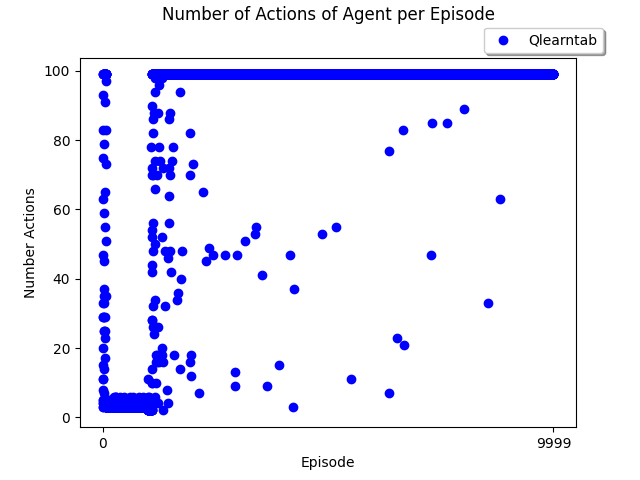 Number of Actions of Agent per Episode
Qlearntab
100
80
60
40
20
0
Number Actions
0
9999
Episode